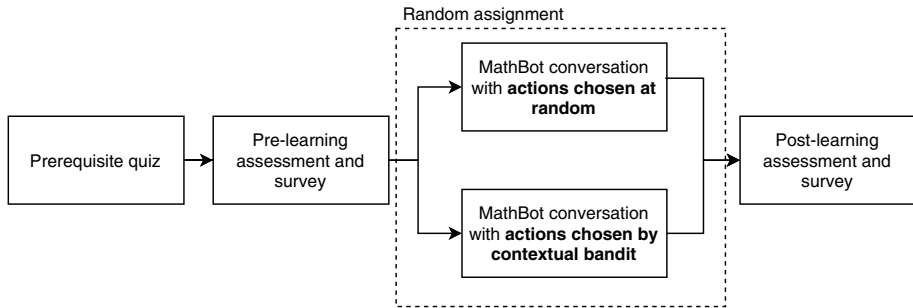 Random assignment
Prerequisite quiz
Pre-learning
assessment and
survey
MathBot conversation
with actions chosen at
random
MathBot conversation
with actions chosen by
contextual bandit
Post-learning
assessment and
survey